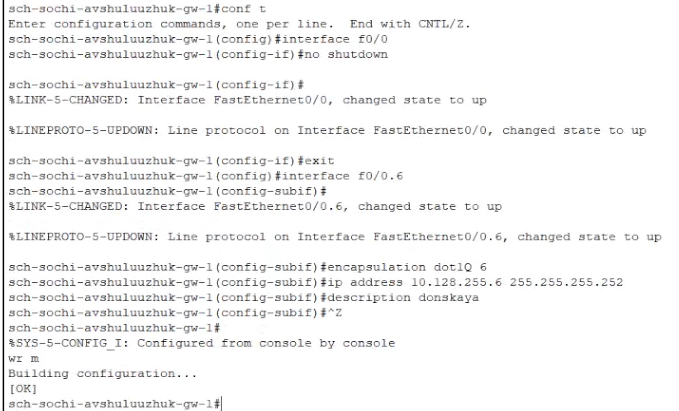 sch-sochi-avshuluuzhuk-gw-1#conf t
Enter configuration commands, one per line.  End with CNTL/Z.
sch-sochi-avshuluuzhuk-gw-1(config)#interface f0/0
sch-sochi-avshuluuzhuk-gw-1(config-if)#no shutdown

sch-sochi-avshuluuzhuk-gw-1(config-if)#
%LINK-5-CHANGED: Interface FastEthernet0/0, changed state to up

%LINEPROTO-5-UPDOWN: Line protocol on Interface FastEthernet0/0, changed state to up

sch-sochi-avshuluuzhuk-gw-1(config-if)#exit
sch-sochi-avshuluuzhuk-gw-1(config)#interface f0/0.6
sch-sochi-avshuluuzhuk-gw-1(config-subif)#
%LINK-5-CHANGED: Interface FastEthernet0/0.6, changed state to up

%LINEPROTO-5-UPDOWN: Line protocol on Interface FastEthernet0/0.6, changed state to up

sch-sochi-avshuluuzhuk-gw-1(config-subif)#encapsulation dot1Q 6
sch-sochi-avshuluuzhuk-gw-1(config-subif)#ip address 10.128.255.6 255.255.255.252
sch-sochi-avshuluuzhuk-gw-1(config-subif)#description donskaya
sch-sochi-avshuluuzhuk-gw-1(config-subif)#^Z
sch-sochi-avshuluuzhuk-gw-1#
%SYS-5-CONFIG_I: Configured from console by console
wr m
Building configuration...
[OK]
sch-sochi-avshuluuzhuk-gw-1#